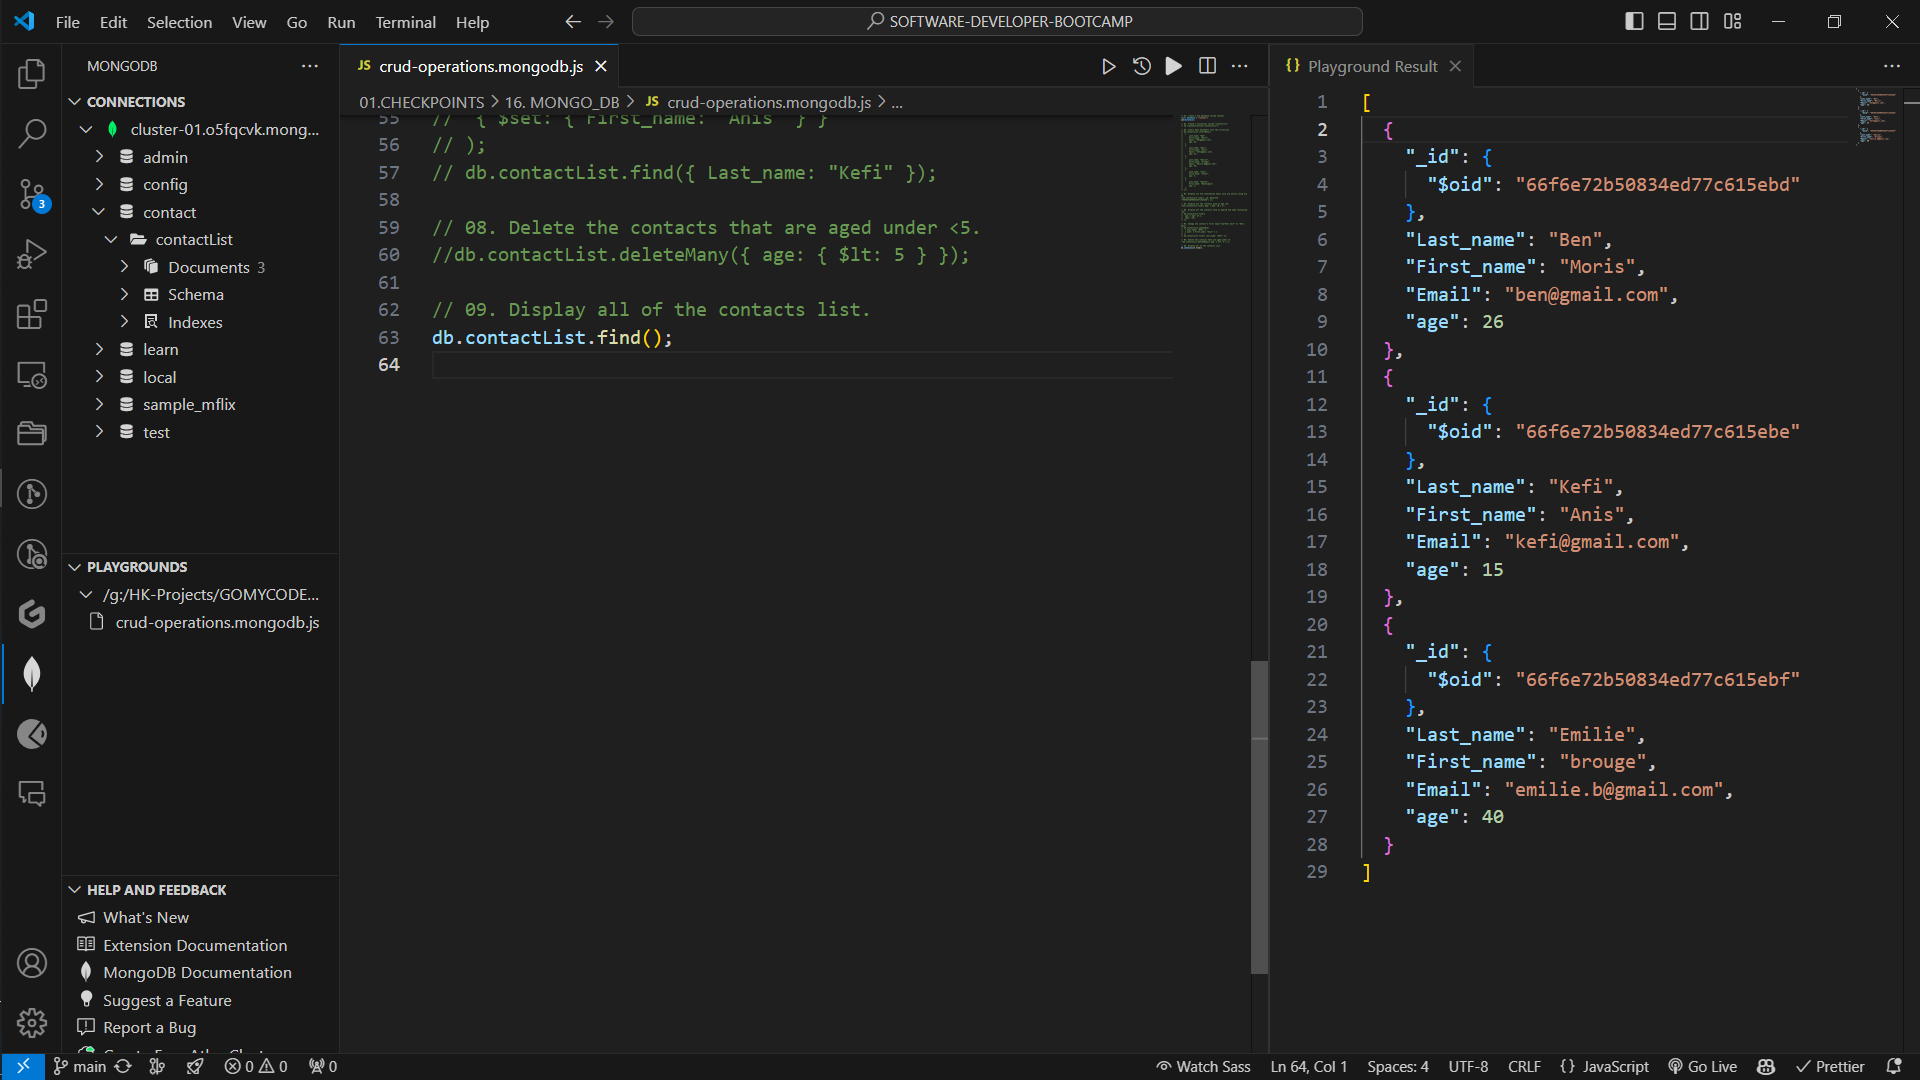 File Edit Selection View Go Run Terminal Help
SOFTWARE-DEVELOPER-BOOTCAMP
MONGODB
CONNECTIONS
cluster-01.o5fqcvk.mong...
admin
config
contact
contactList
Documents 3
Schema
Indexes
learn
local
sample_mflix
test
3
PLAYGROUNDS
/g:/HK-Projects/GOMYCODE...
crud-operations.mongodb.js
HELP AND FEEDBACK
What's New
Extension Documentation
MongoDB Documentation
Suggest a Feature
Report a Bug
JS crud-operations.mongodb.js
01.CHECKPOINTS > 16. MONGO_DB > JS crud-operations.mongodb.js > ...
55 //   { $set: { First_name: "Anis" } }
56 // );
57 // db.contactList.find({ Last_name: "Kefi" });
58
59 // 08. Delete the contacts that are aged under <5.
60 //db.contactList.deleteMany({ age: { $lt: 5 } });
61
62 // 09. Display all of the contacts list.
63 db.contactList.find();
64
{} Playground Result
1 [
2   {
3     "_id": {
4       "$oid": "66f6e72b50834ed77c615ebd"
5     },
6     "Last_name": "Ben",
7     "First_name": "Moris",
8     "Email": "ben@gmail.com",
9     "age": 26
10   },
11   {
12     "_id": {
13       "$oid": "66f6e72b50834ed77c615ebe"
14     },
15     "Last_name": "Kefi",
16     "First_name": "Anis",
17     "Email": "kefi@gmail.com",
18     "age": 15
19   },
20   {
21     "_id": {
22       "$oid": "66f6e72b50834ed77c615ebf"
23     },
24     "Last_name": "Emilie",
25     "First_name": "brouge",
26     "Email": "emilie.b@gmail.com",
27     "age": 40
28   }
29 ]
main 0 0 0
Watch Sass Ln 64, Col 1 Spaces: 4 UTF-8 CRLF {} JavaScript Go Live Prettier